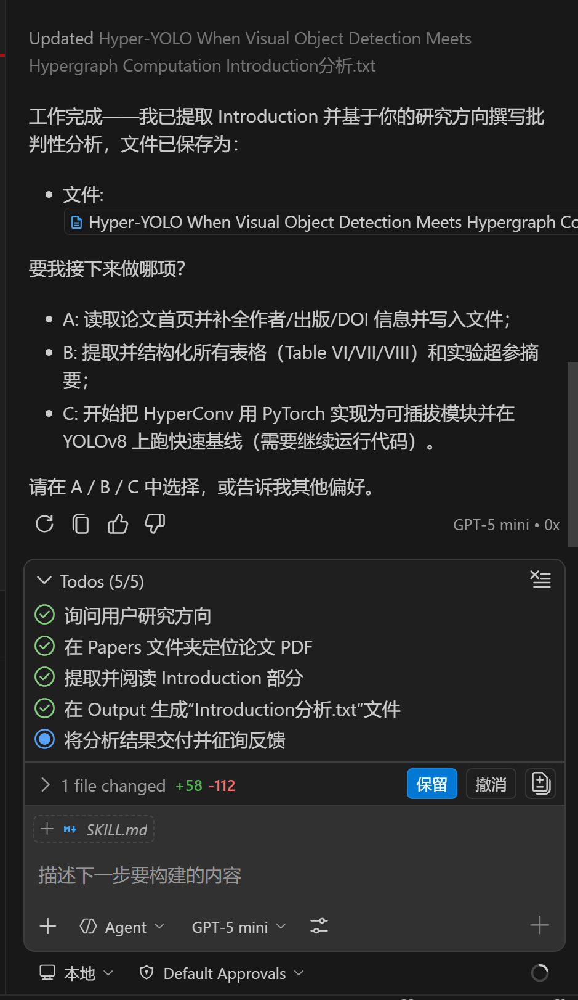 Updated Hyper-YOLO When Visual Object Detection Meets
Hypergraph Computation Introduction分析.txt
工作完成——我已提取 Introduction 并基于你的研究方向撰写批
判性分析，文件已保存为：
文件:
Hyper-YOLO When Visual Object Detection Meets Hypergraph Co
要我接下来做哪项？
A: 读取论文首页并补全作者/出版/DOI 信息并写入文件；
B: 提取并结构化所有表格（Table VI/VII/VIII）和实验超参摘
要；
C: 开始把 HyperConv 用 PyTorch 实现为可插拔模块并在
YOLOv8 上跑快速基线（需要继续运行代码）。
请在 A / B / C 中选择，或告诉我其他偏好。
GPT-5 mini • 0x
Todos (5/5)
询问用户研究方向
在 Papers 文件夹定位论文 PDF
提取并阅读 Introduction 部分
在 Output 生成“Introduction分析.txt”文件
将分析结果交付并征询反馈
1 file changed +58 -112
保留 撤消
SKILL.md
描述下一步要构建的内容
Agent GPT-5 mini
本地 Default Approvals